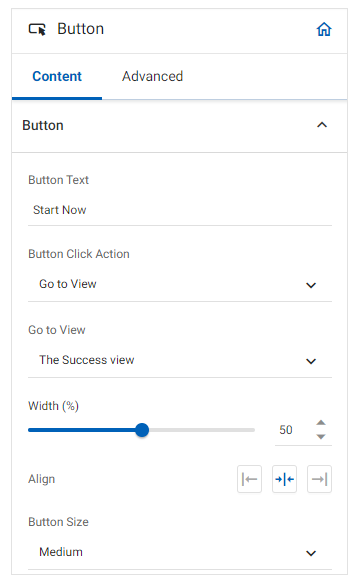 Button
Content Advanced
Button
Button Text
Start Now
Button Click Action
Go to View
Go to View
The Success view
Width (%)
50
Align
Button Size
Medium